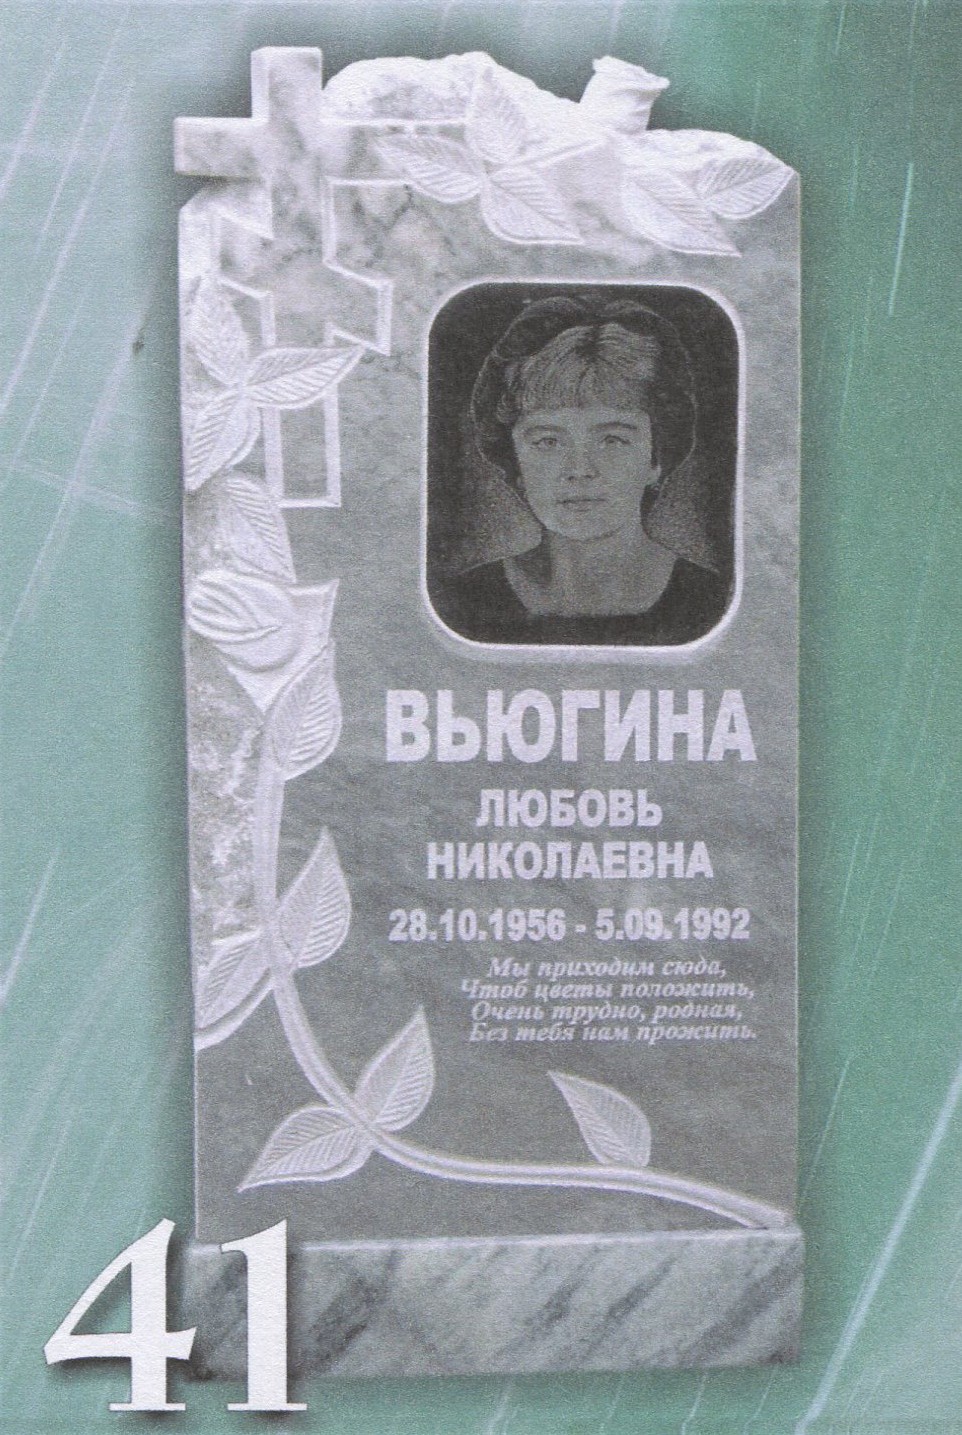 ВЬЮГИНА
ЛЮБОВЬ
НИКОЛАЕВНА
28.10.1956 - 5.09.1992
Мы приходим сюда,
Чтоб цветы положить,
Очень трудно, родная,
Без тебя нам прожить.
41